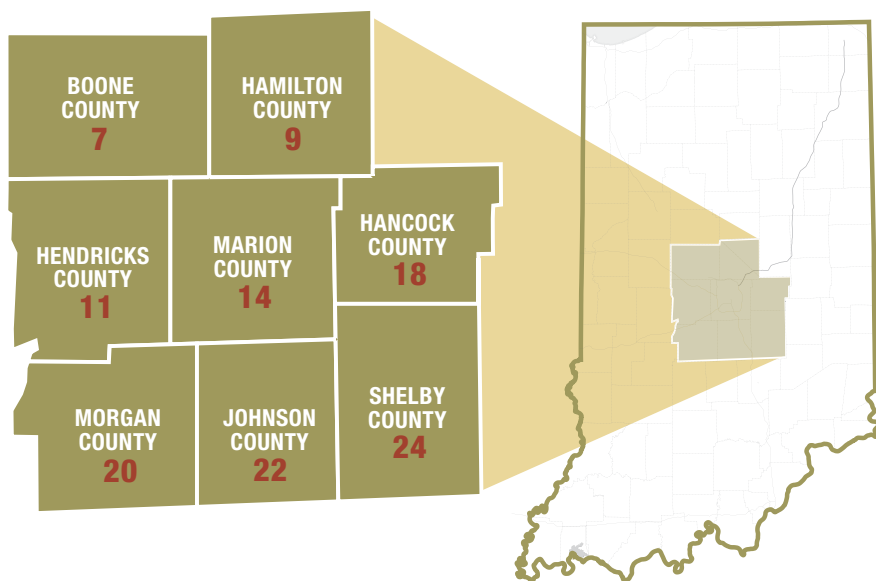 BOONE
COUNTY
7
HAMILTON
COUNTY
9
HENDRICKS
COUNTY
11
MARION
COUNTY
14
HANCOCK
COUNTY
18
MORGAN
COUNTY
20
JOHNSON
COUNTY
22
SHELBY
COUNTY
24